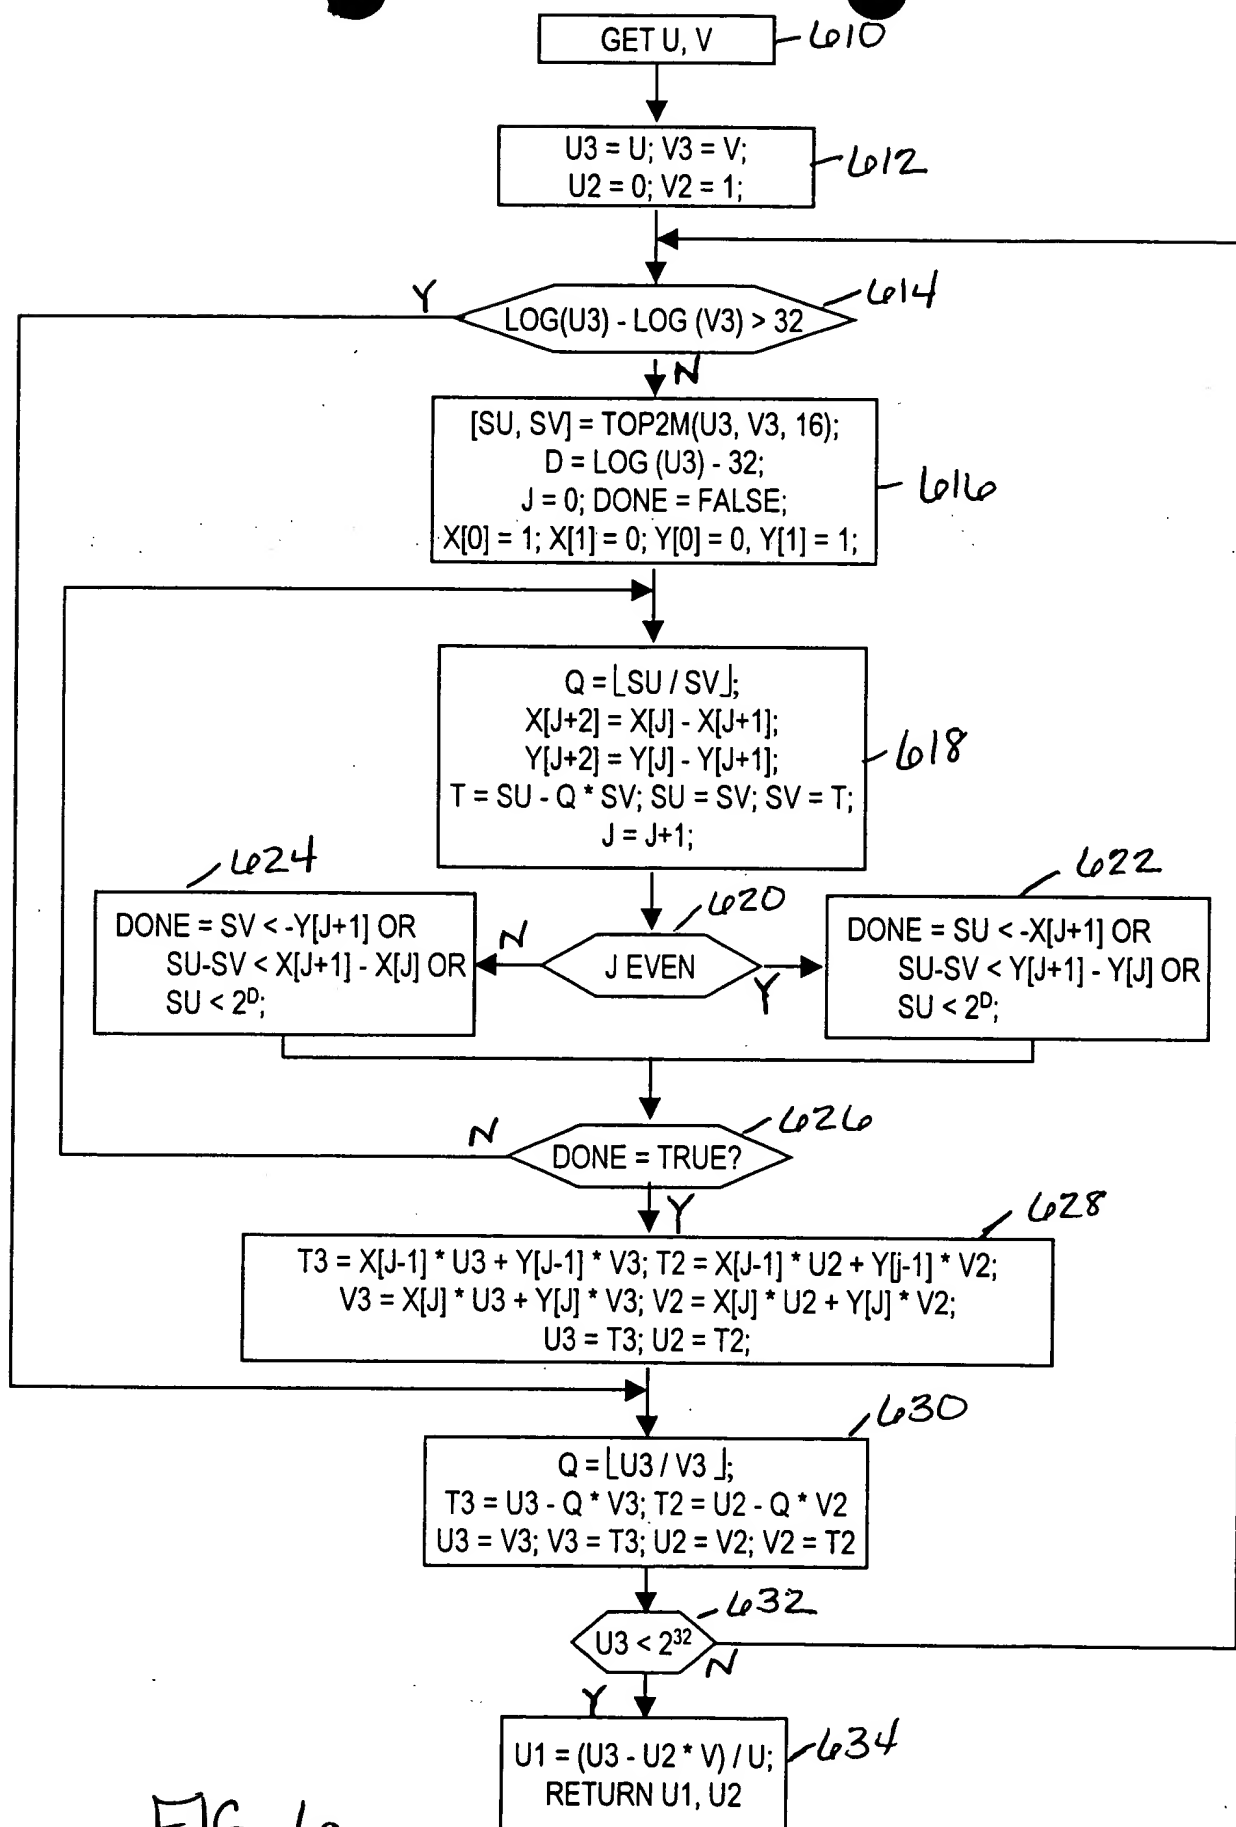 GET U, V
610
U3 = U; V3 = V;
U2 = 0; V2 = 1;
612
Y
LOG(U3) - LOG (V3) > 32
614
N
[SU, SV] = TOP2M(U3, V3, 16);
D = LOG (U3) - 32;
J = 0; DONE = FALSE;
X[0] = 1; X[1] = 0; Y[0] = 0, Y[1] = 1;
616
Q = ⌊SU / SV⌋;
X[J+2] = X[J] - X[J+1];
Y[J+2] = Y[J] - Y[J+1];
T = SU - Q * SV; SU = SV; SV = T;
J = J+1;
618
624
DONE = SV < -Y[J+1] OR
SU-SV < X[J+1] - X[J] OR
SU < 2ᴰ;
N
J EVEN
620
Y
622
DONE = SU < -X[J+1] OR
SU-SV < Y[J+1] - Y[J] OR
SU < 2ᴰ;
N
DONE = TRUE?
626
Y
628
T3 = X[J-1] * U3 + Y[J-1] * V3; T2 = X[J-1] * U2 + Y[j-1] * V2;
V3 = X[J] * U3 + Y[J] * V3; V2 = X[J] * U2 + Y[J] * V2;
U3 = T3; U2 = T2;
630
Q = ⌊U3 / V3 ⌋;
T3 = U3 - Q * V3; T2 = U2 - Q * V2
U3 = V3; V3 = T3; U2 = V2; V2 = T2
632
U3 < 2³²
N
Y
U1 = (U3 - U2 * V) / U;
RETURN U1, U2
634
FIG. 6